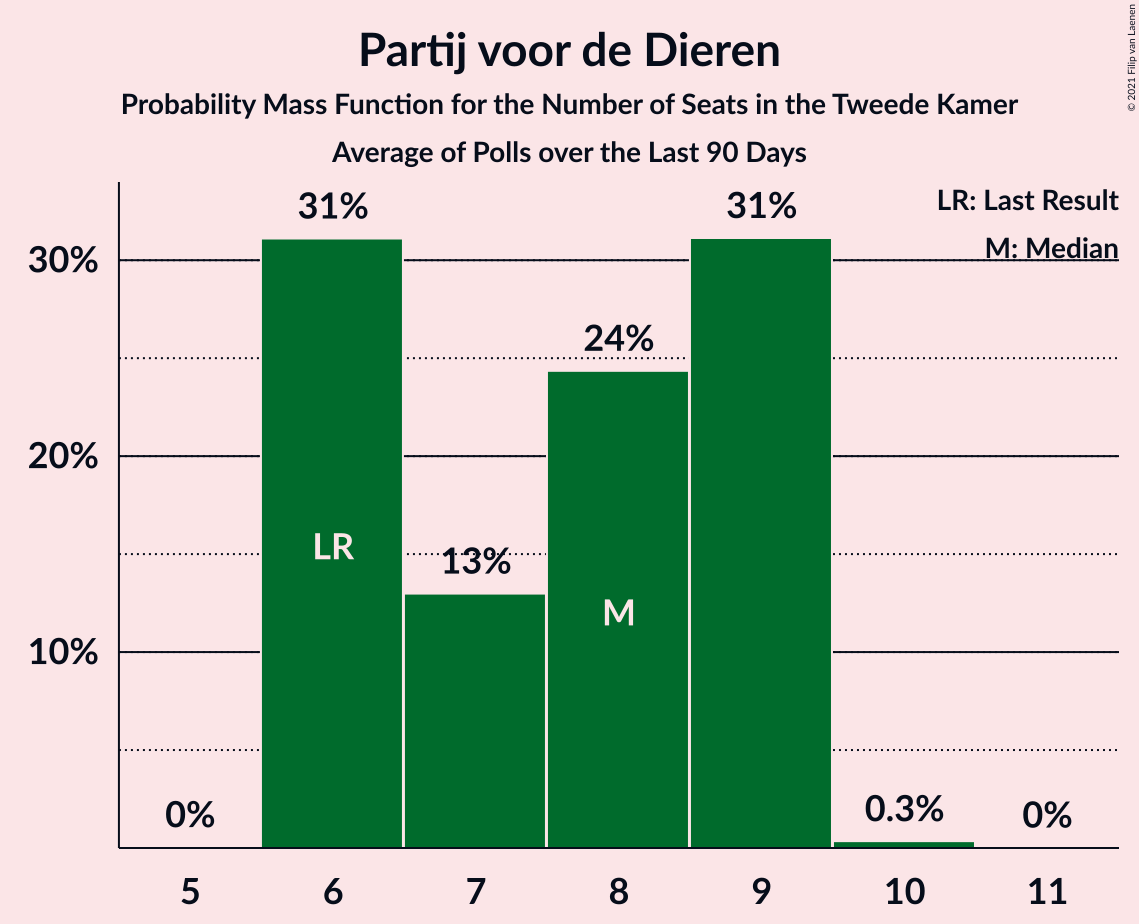 Partij voor de Dieren
Probability Mass Function for the Number of Seats in the Tweede Kamer
Average of Polls over the Last 90 Days
© 2021 Filip van Laenen
LR: Last Result
M: Median
30%
20%
10%
0%
31%
13%
24%
31%
0.3%
0%
LR
M
5
6
7
8
9
10
11